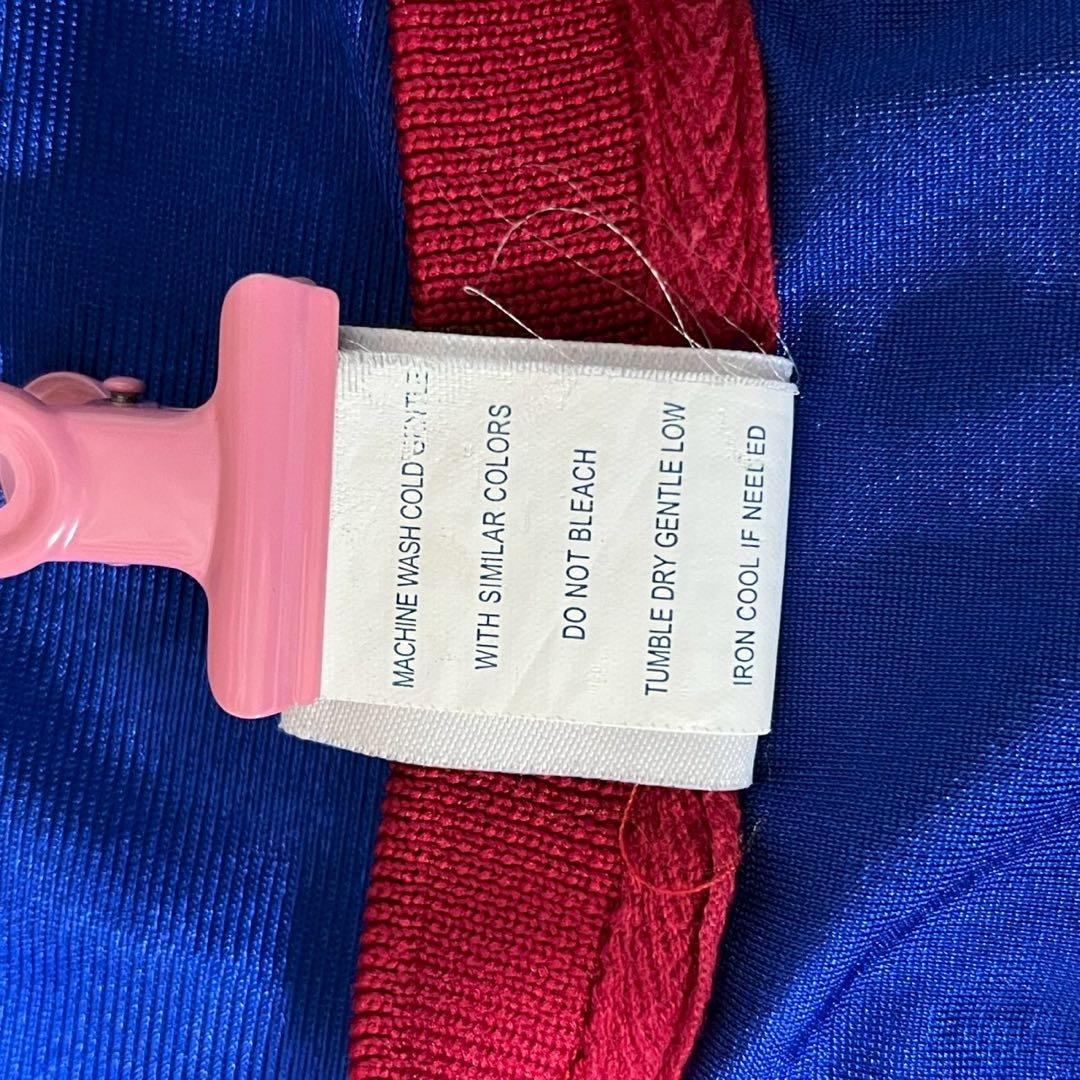 MACHINE WASH COLD GENTLE
WITH SIMILAR COLORS
DO NOT BLEACH
TUMBLE DRY GENTLE LOW
IRON COOL IF NEEDED